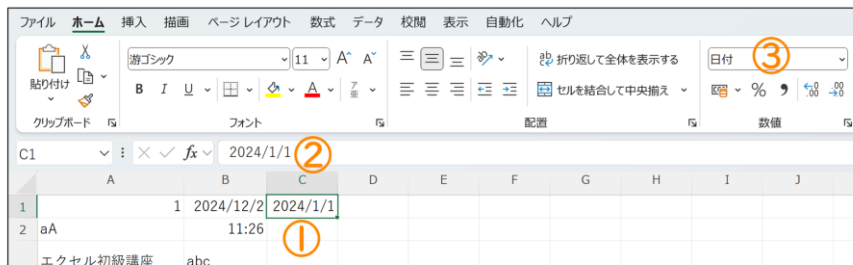 ファイル ホーム 挿入 描画 ページ レイアウト 数式 データ 校閲 表示 自動化 ヘルプ
游ゴシック 11 A^ A˅ 折り返して全体を表示する 日付 ③
貼り付け B I U A セルを結合して中央揃え % 9 .00 .00
クリップボード フォント 配置 数値
C1 fx 2024/1/1 ②
A B C D E F G H I J
1 1 2024/12/2 2024/1/1
2 aA 11:26 ①
エクセル初級講座 abc